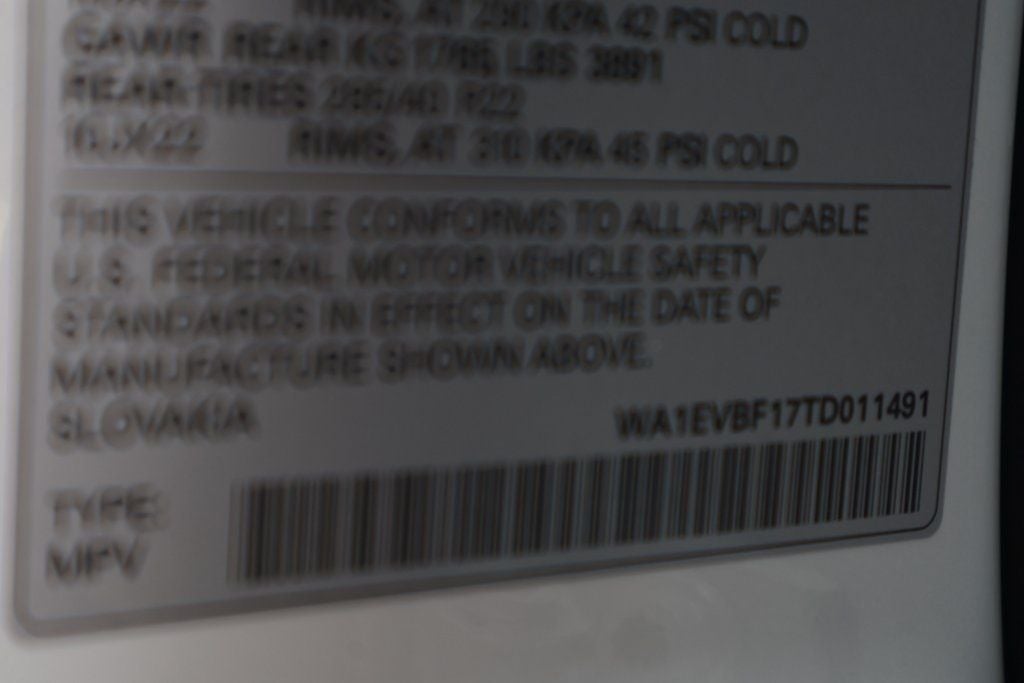 RIMS, AT 290 KPA 42 PSI COLD
GAWR REAR KG 1765 LBS 3891
REAR TIRES 285/40 R22
10JX22 RIMS, AT 310 KPA 45 PSI COLD
THIS VEHICLE CONFORMS TO ALL APPLICABLE
U.S. FEDERAL MOTOR VEHICLE SAFETY
STANDARDS IN EFFECT ON THE DATE OF
MANUFACTURE SHOWN ABOVE.
SLOVAKIA WA1EVBF17TD011491
TYPE:
MPV